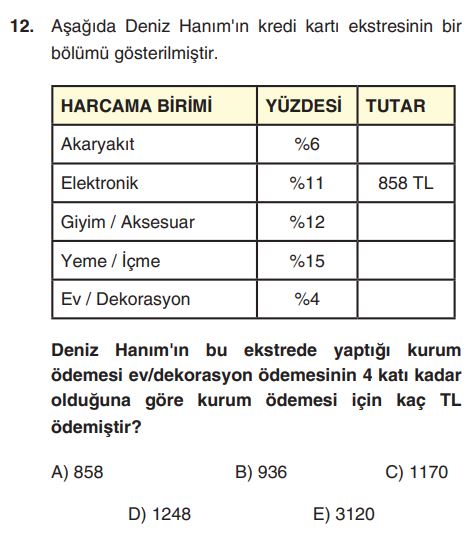 12. Aşağıda Deniz Hanım'ın kredi kartı ekstresinin bir
bölümü gösterilmiştir.
HARCAMA BİRİMİ YÜZDESİ TUTAR
Akaryakıt %6
Elektronik %11 858 TL
Giyim / Aksesuar %12
Yeme / İçme %15
Ev / Dekorasyon %4
Deniz Hanım'ın bu ekstrede yaptığı kurum
ödemesi ev/dekorasyon ödemesinin 4 katı kadar
olduğuna göre kurum ödemesi için kaç TL
ödemiştir?
A) 858 B) 936 C) 1170
D) 1248 E) 3120